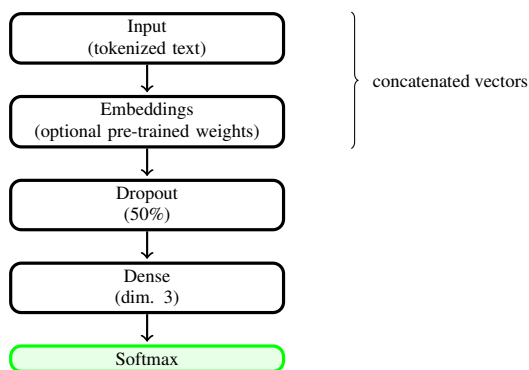 Input
(tokenized text)
concatenated vectors
Embeddings
(optional pre-trained weights)
Dropout
(50%)
Dense
(dim. 3)
Softmax